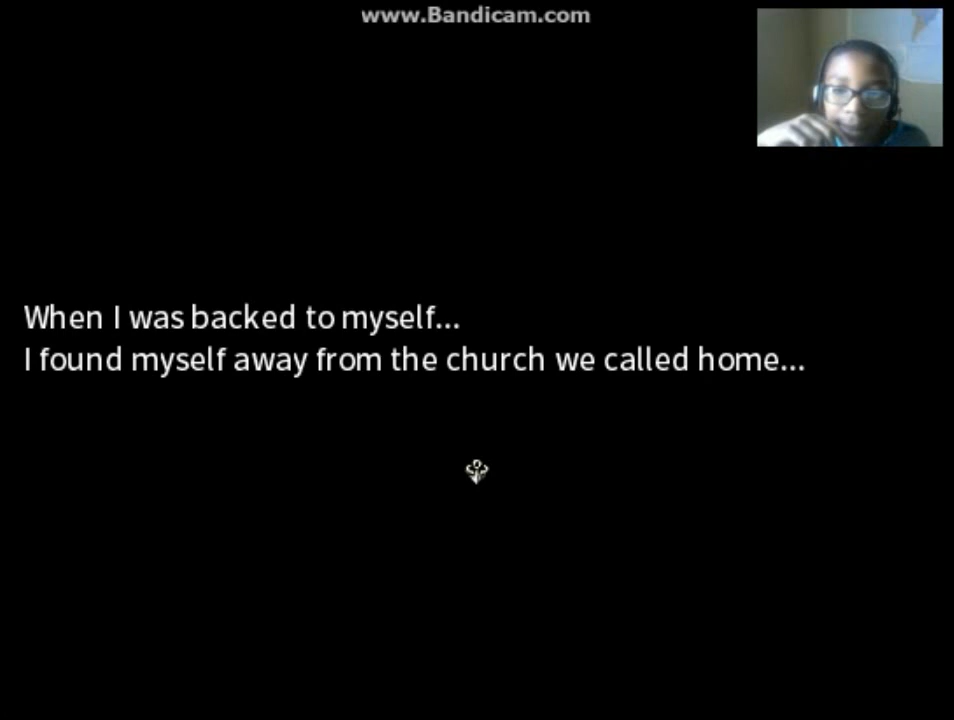 www.Bandicam.com
When I was backed to myself...
I found myself away from the church we called home...